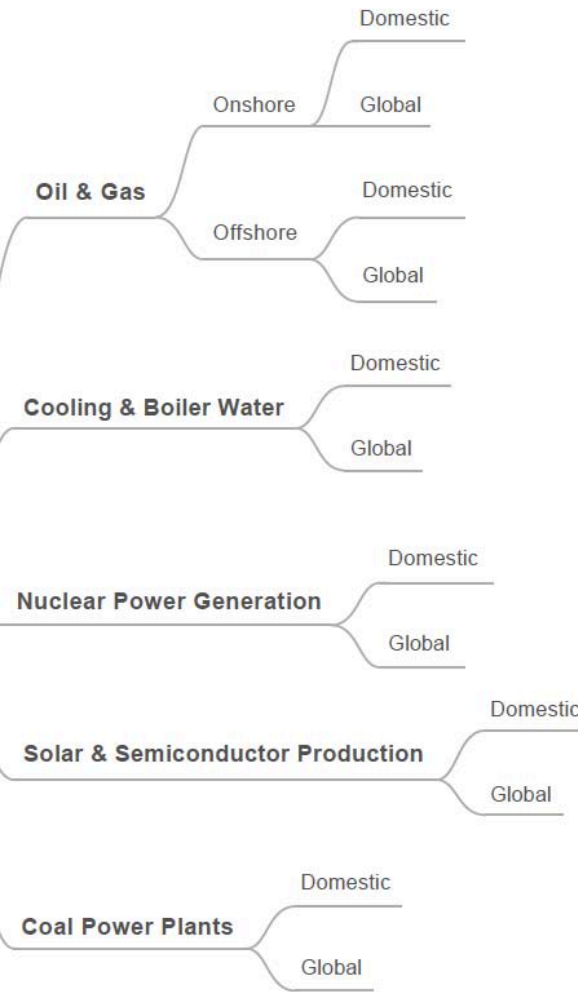 Domestic
Onshore
Global
Oil & Gas
Domestic
Offshore
Global
Domestic
Cooling & Boiler Water
Global
Domestic
Nuclear Power Generation
Global
Domestic
Solar & Semiconductor Production
Global
Domestic
Coal Power Plants
Global